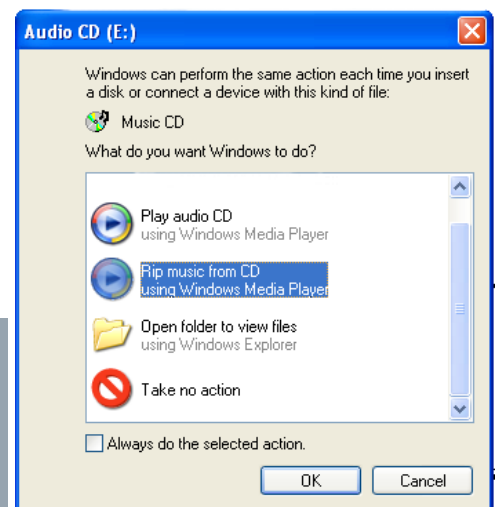 Audio CD (E:)
Windows can perform the same action each time you insert
a disk or connect a device with this kind of file:
Music CD
What do you want Windows to do?
Play audio CD
using Windows Media Player
Rip music from CD
using Windows Media Player
Open folder to view files
using Windows Explorer
Take no action
Always do the selected action.
OK
Cancel